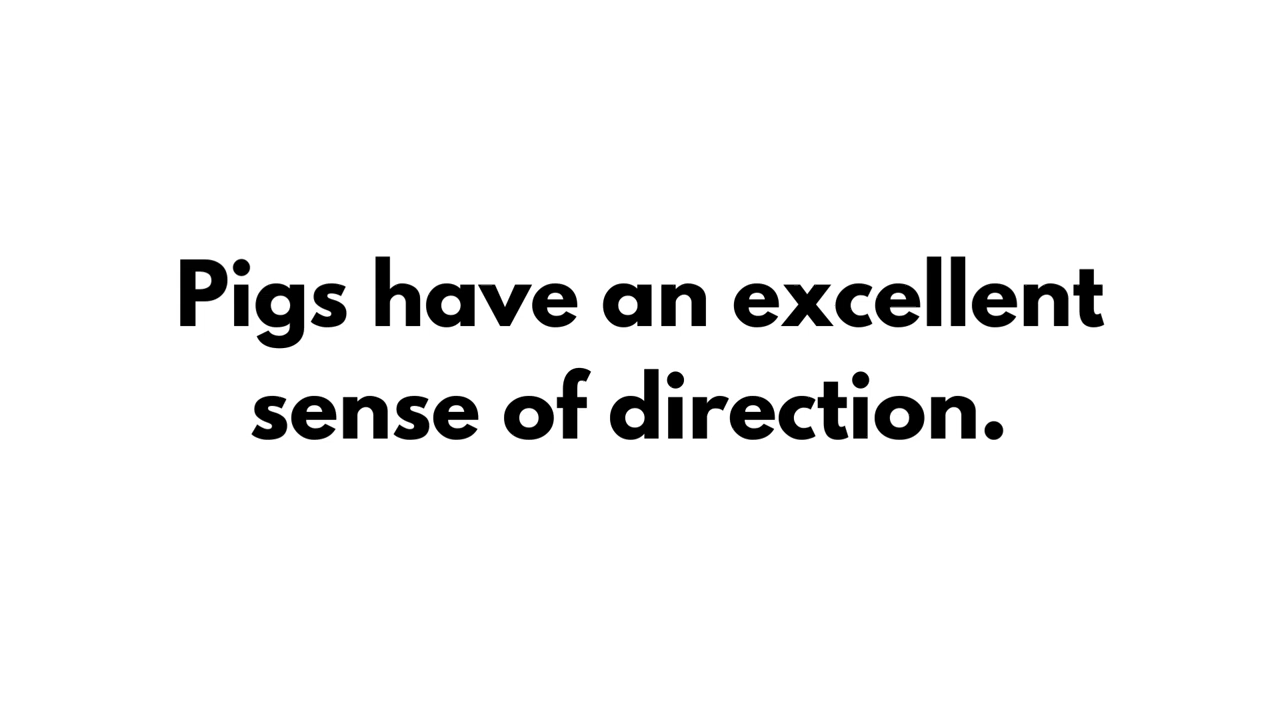 Pigs have an excellent
sense of direction.